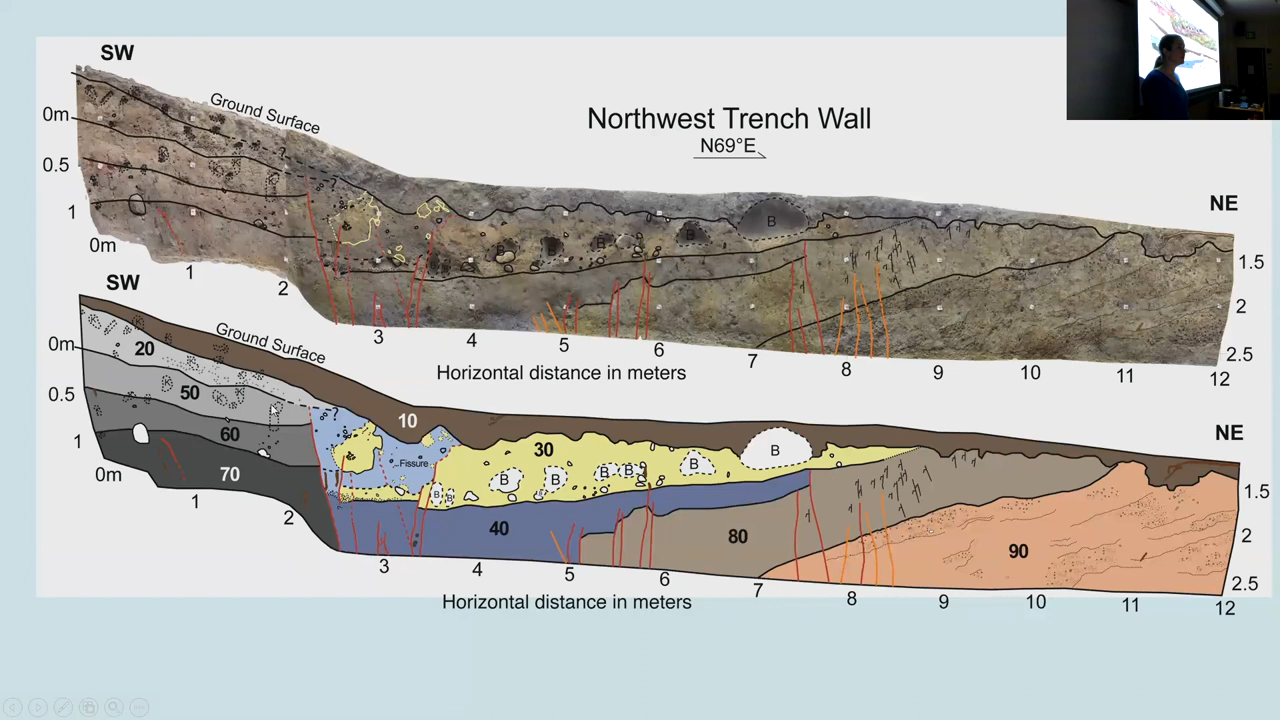 SW
Ground Surface
Northwest Trench Wall
N69°E
NE
0m
0.5
1
0m
1
2
3
4
5
6
7
8
9
10
11
12
1.5
2
2.5
?
?
B
B
B
B
Horizontal distance in meters
SW
Ground Surface
NE
0m
0.5
1
0m
1
2
3
4
5
6
7
8
9
10
11
12
1.5
2
2.5
20
50
60
70
10
30
40
80
90
Fissure
B
B
B
B
B
B
B
B
Horizontal distance in meters